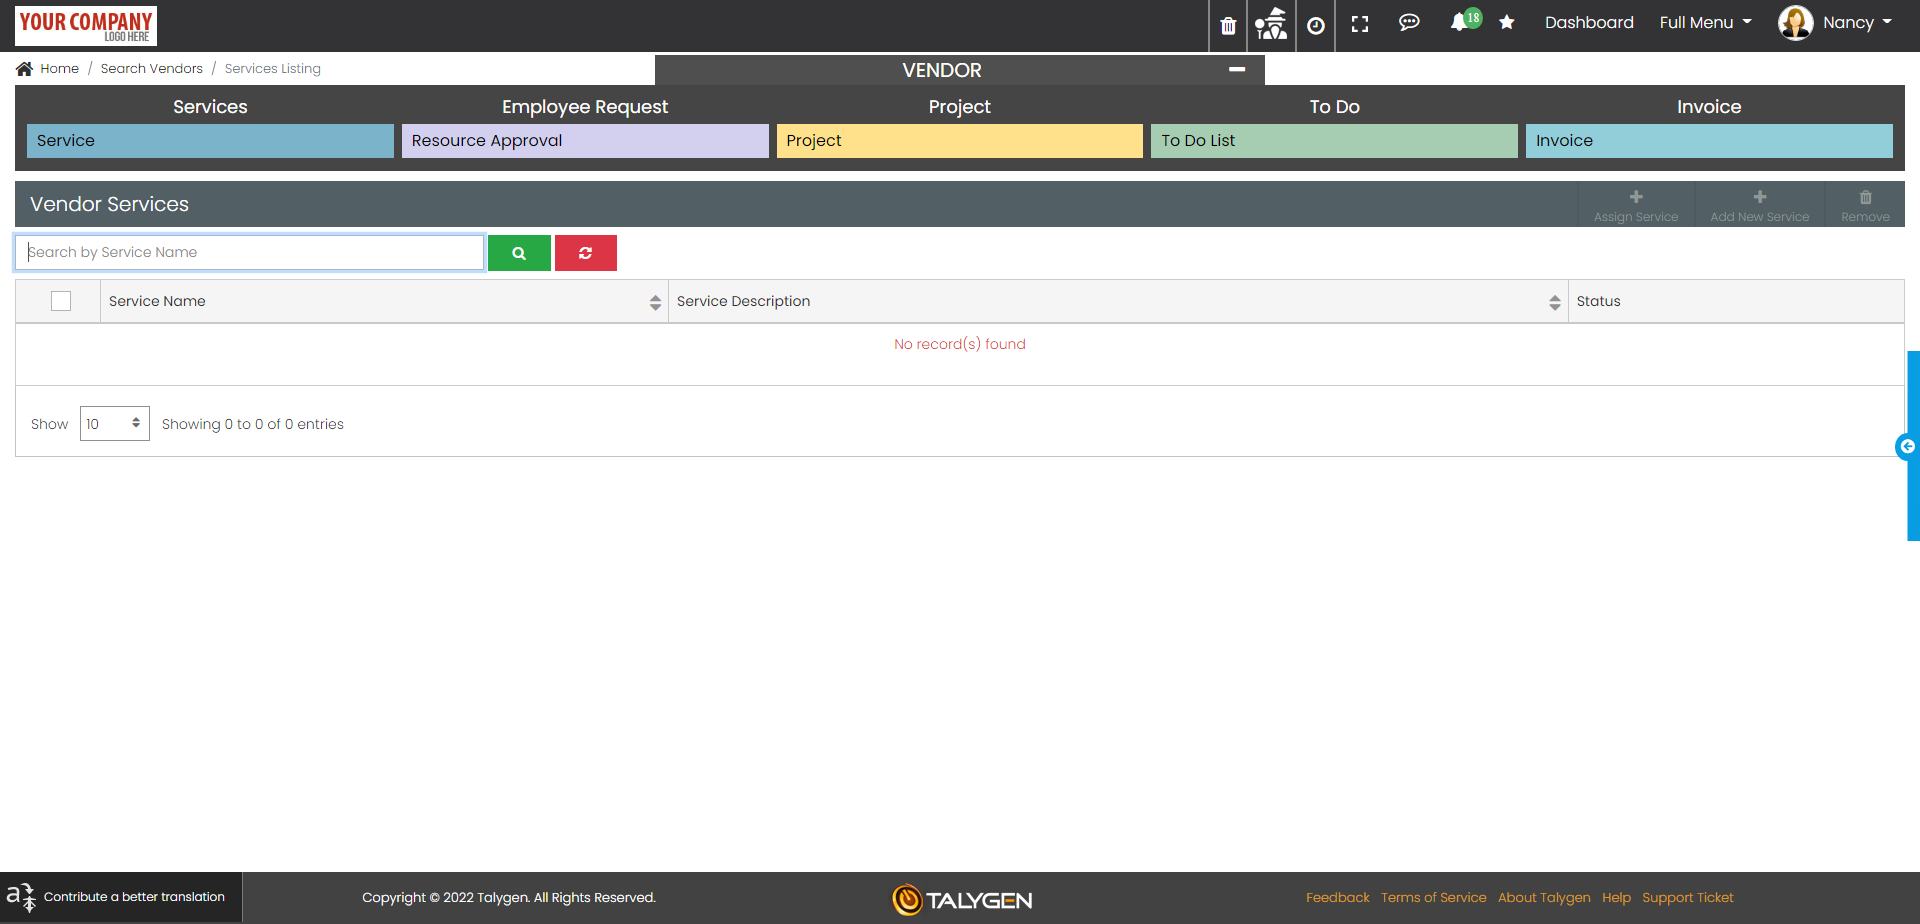 YOUR COMPANY
LOGO HERE
18
Dashboard
Full Menu
Nancy
Home / Search Vendors / Services Listing
VENDOR
Services
Employee Request
Project
To Do
Invoice
Service
Resource Approval
Project
To Do List
Invoice
Vendor Services
Assign Service
Add New Service
Remove
Search by Service Name
Service Name
Service Description
Status
No record(s) found
Show 10 Showing 0 to 0 of 0 entries
Contribute a better translation
Copyright © 2022 Talygen. All Rights Reserved.
TALYGEN
Feedback Terms of Service About Talygen Help Support Ticket